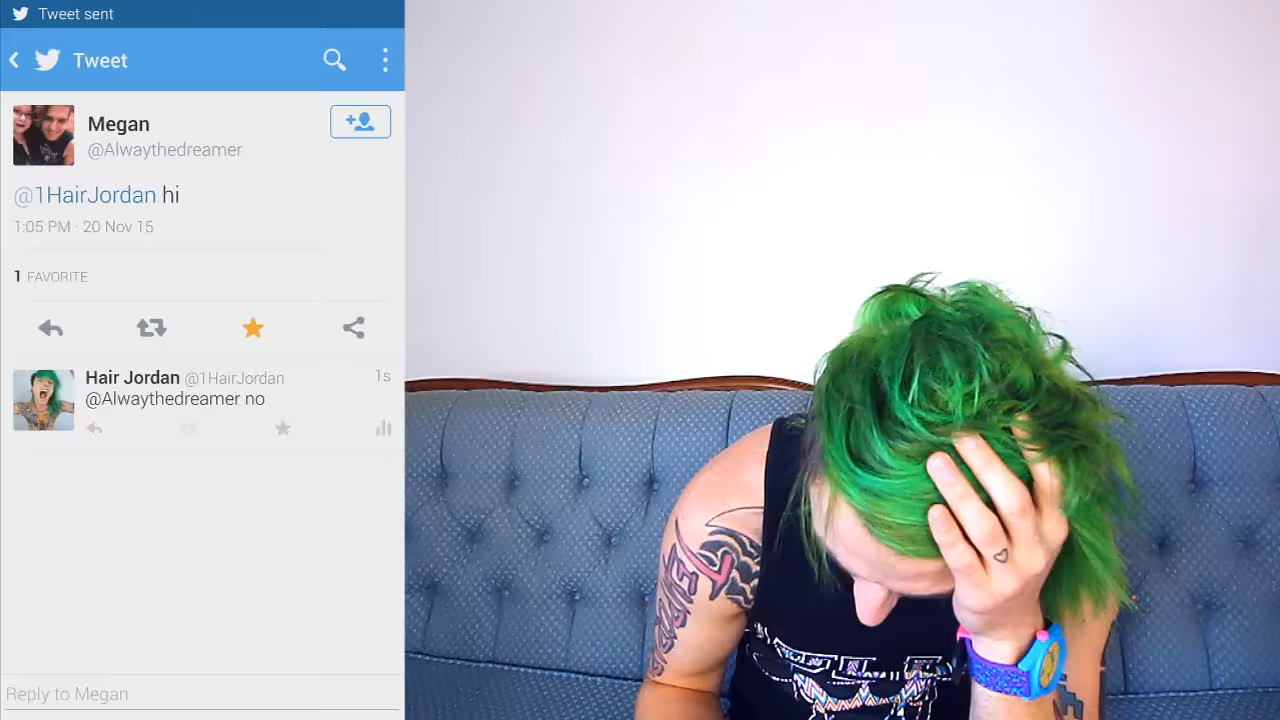 Tweet sent
Tweet
Megan
@Alwaythedreamer
@1HairJordan hi
1:05 PM · 20 Nov 15
1 FAVORITE
Hair Jordan @1HairJordan 1s
@Alwaythedreamer no
Reply to Megan